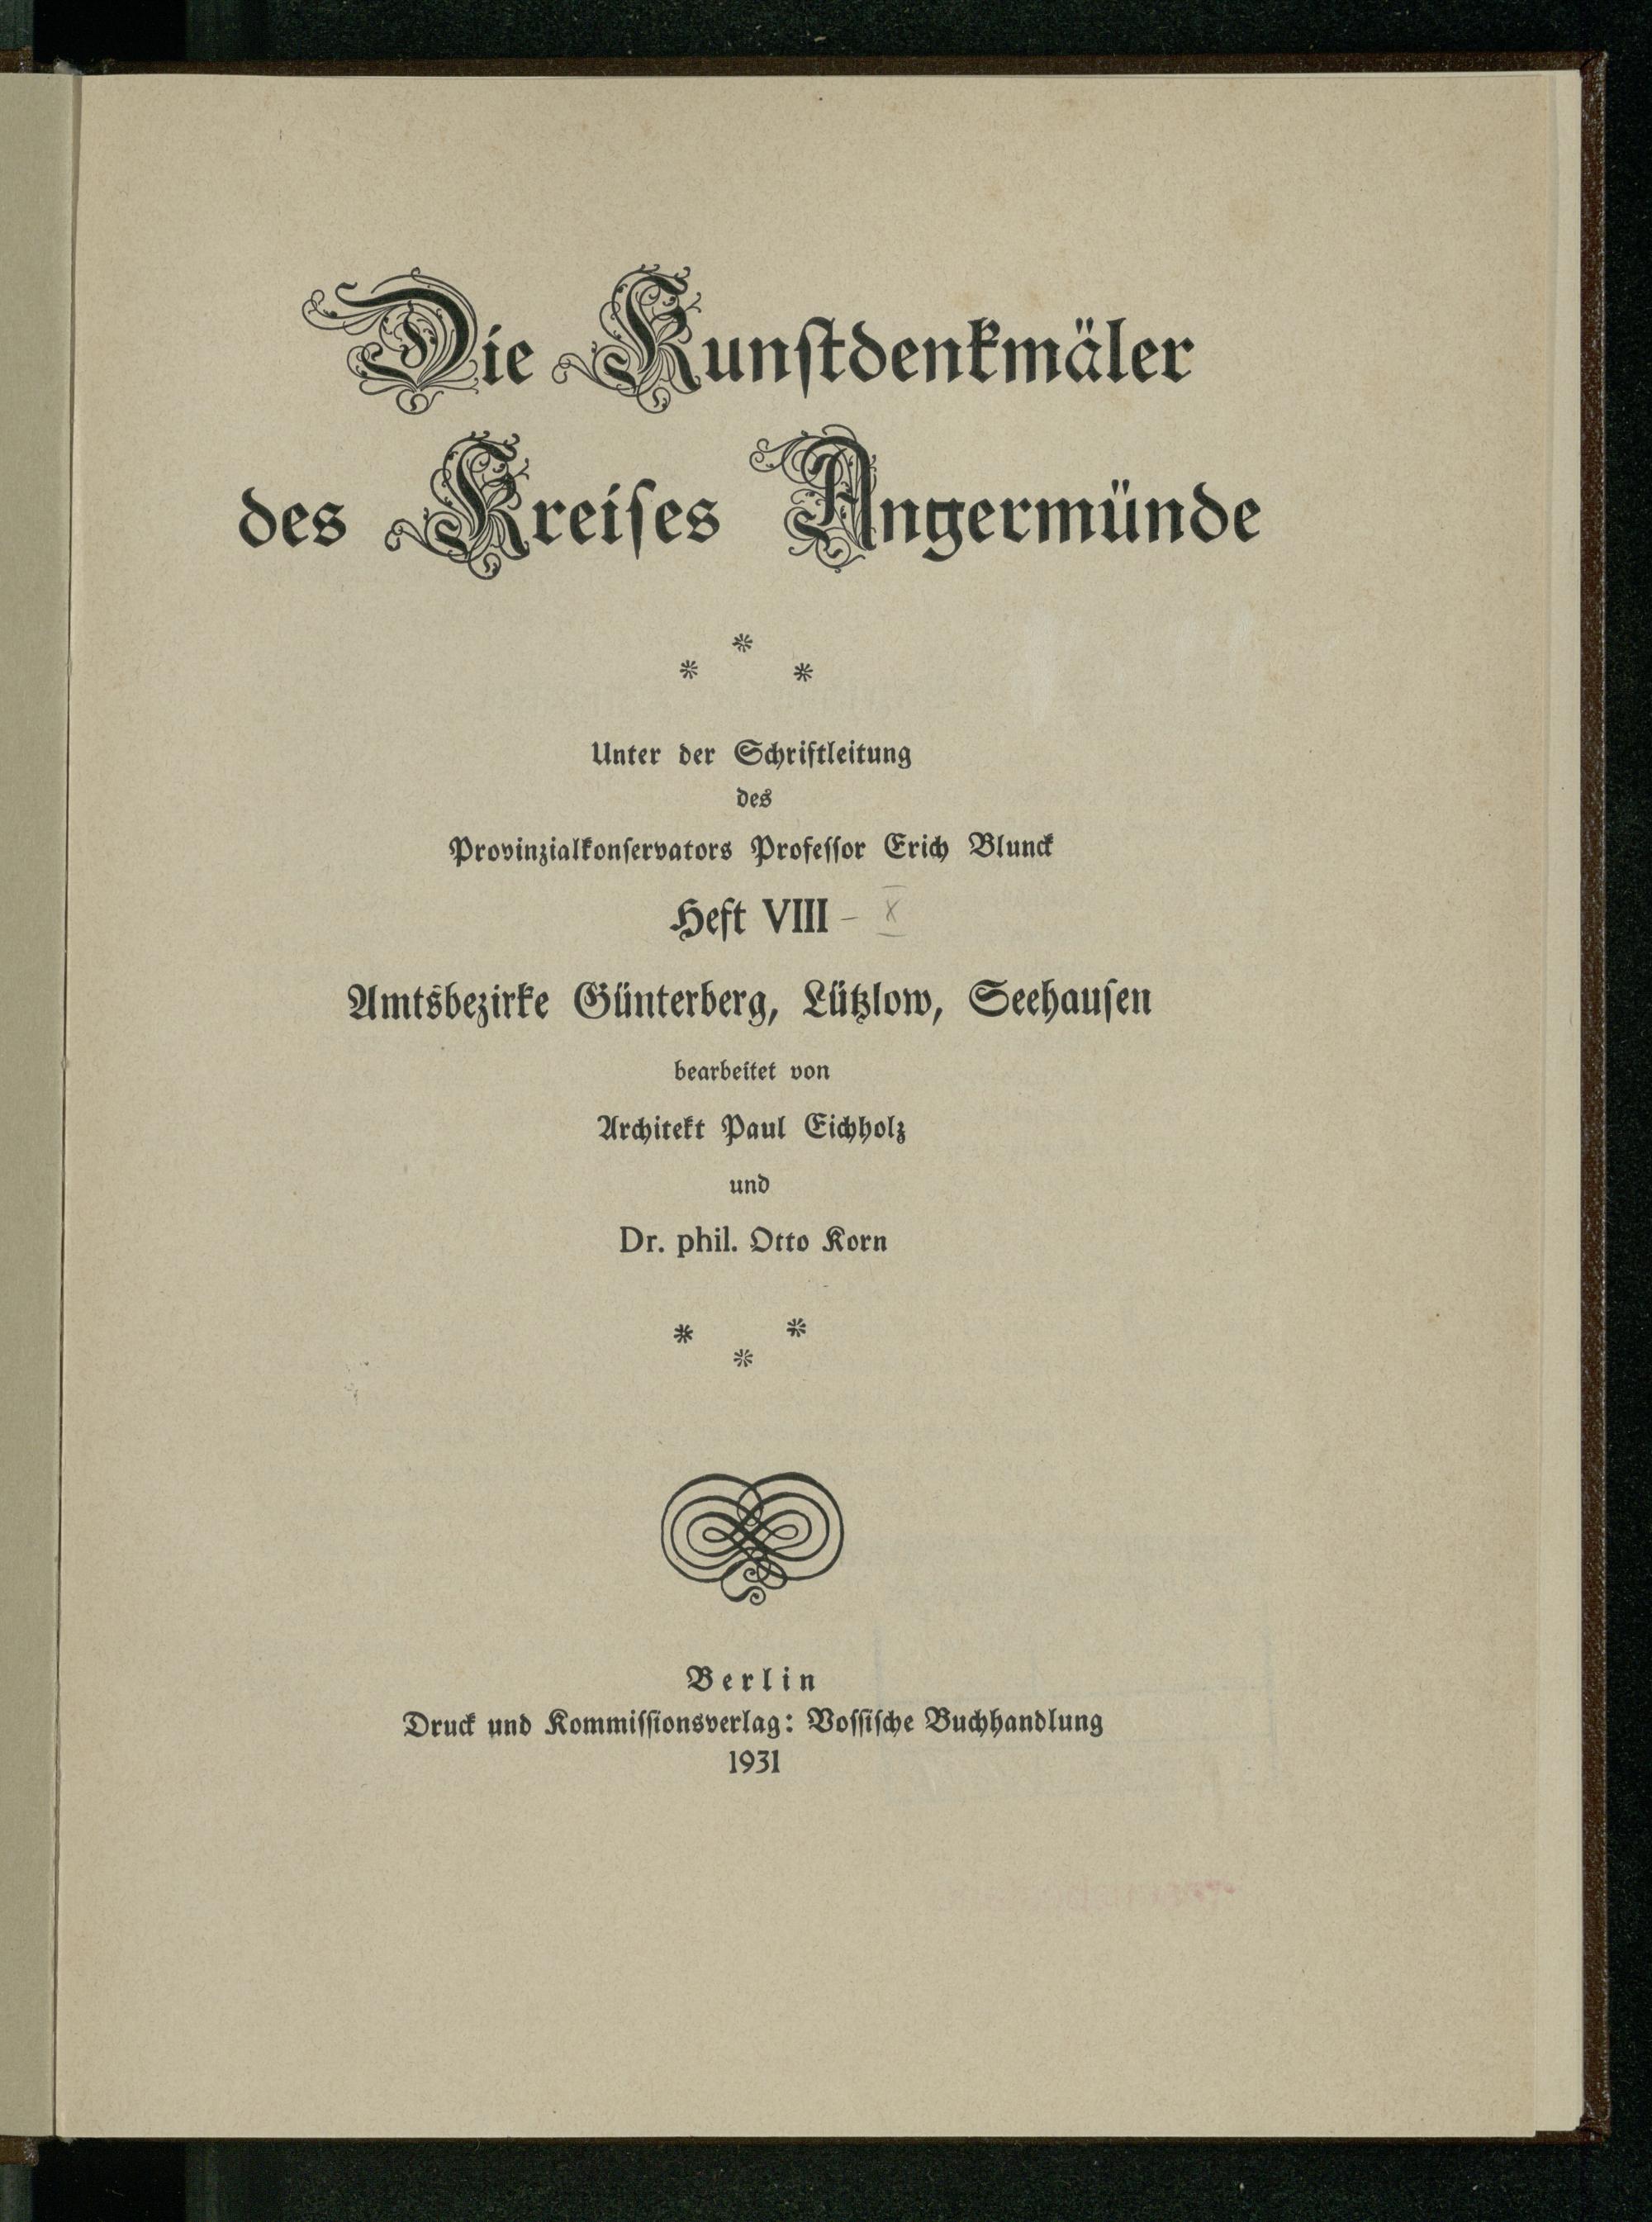 Die Kunstdenkmäler
des Kreises Angermünde
*
* *
Unter der Schriftleitung
des
Provinzialkonservators Professor Erich Blunck
Heft VIII – X
Amtsbezirke Günterberg, Lützlow, Seehausen
bearbeitet von
Architekt Paul Eichholz
und
Dr. phil. Otto Korn
* *
*
Berlin
Druck und Kommissionsverlag: Vossische Buchhandlung
1931